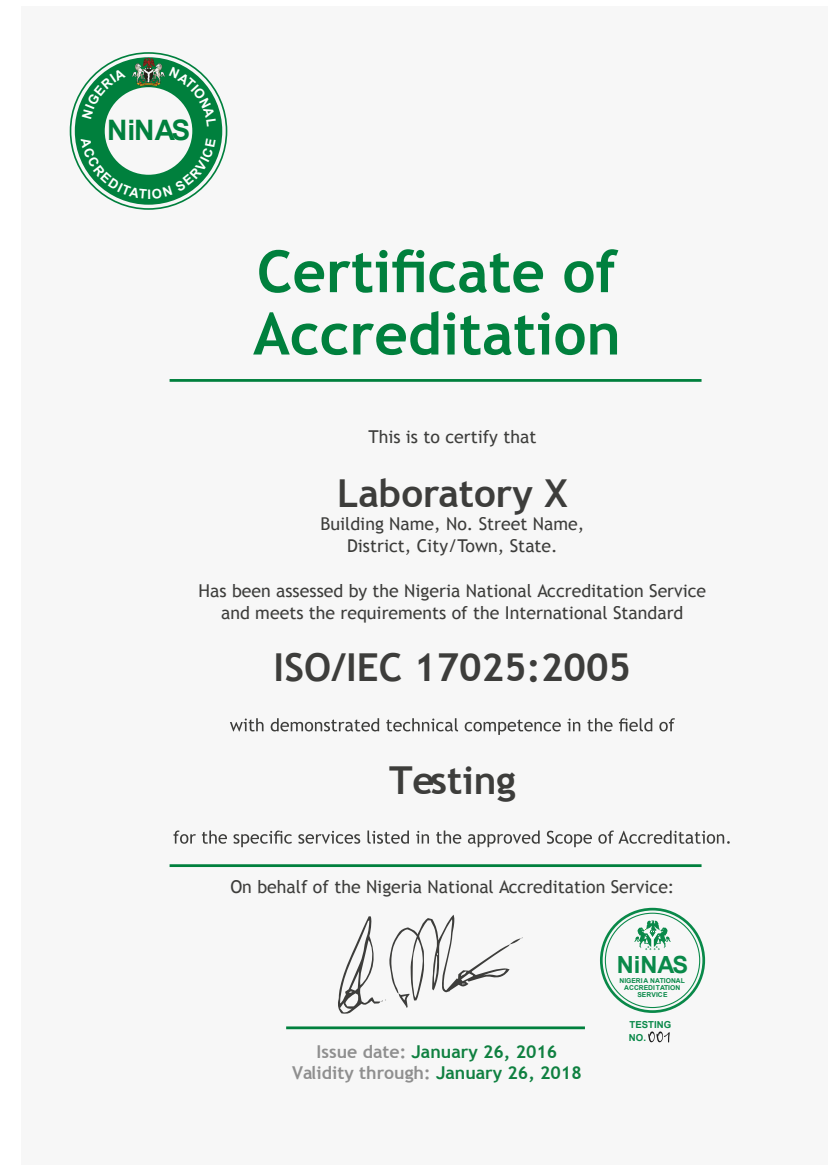 NIGERIA NATIONAL
ACCREDITATION SERVICE
NiNAS
Certificate of
Accreditation
This is to certify that
Laboratory X
Building Name, No. Street Name,
District, City/Town, State.
Has been assessed by the Nigeria National Accreditation Service
and meets the requirements of the International Standard
ISO/IEC 17025:2005
with demonstrated technical competence in the field of
Testing
for the specific services listed in the approved Scope of Accreditation.
On behalf of the Nigeria National Accreditation Service:
NiNAS
NIGERIA NATIONAL
ACCREDITATION
SERVICE
TESTING
NO. 001
Issue date: January 26, 2016
Validity through: January 26, 2018